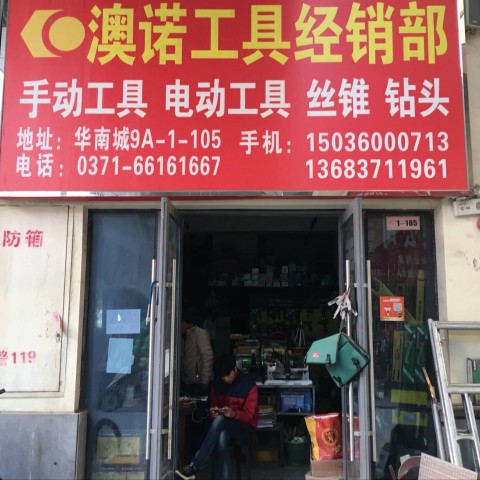 澳诺工具经销部
手动工具 电动工具 丝锥 钻头
地址：华南城9A-1-105 手机：15036000713
电话：0371-66161667 13683711961
1-105
防箱
119